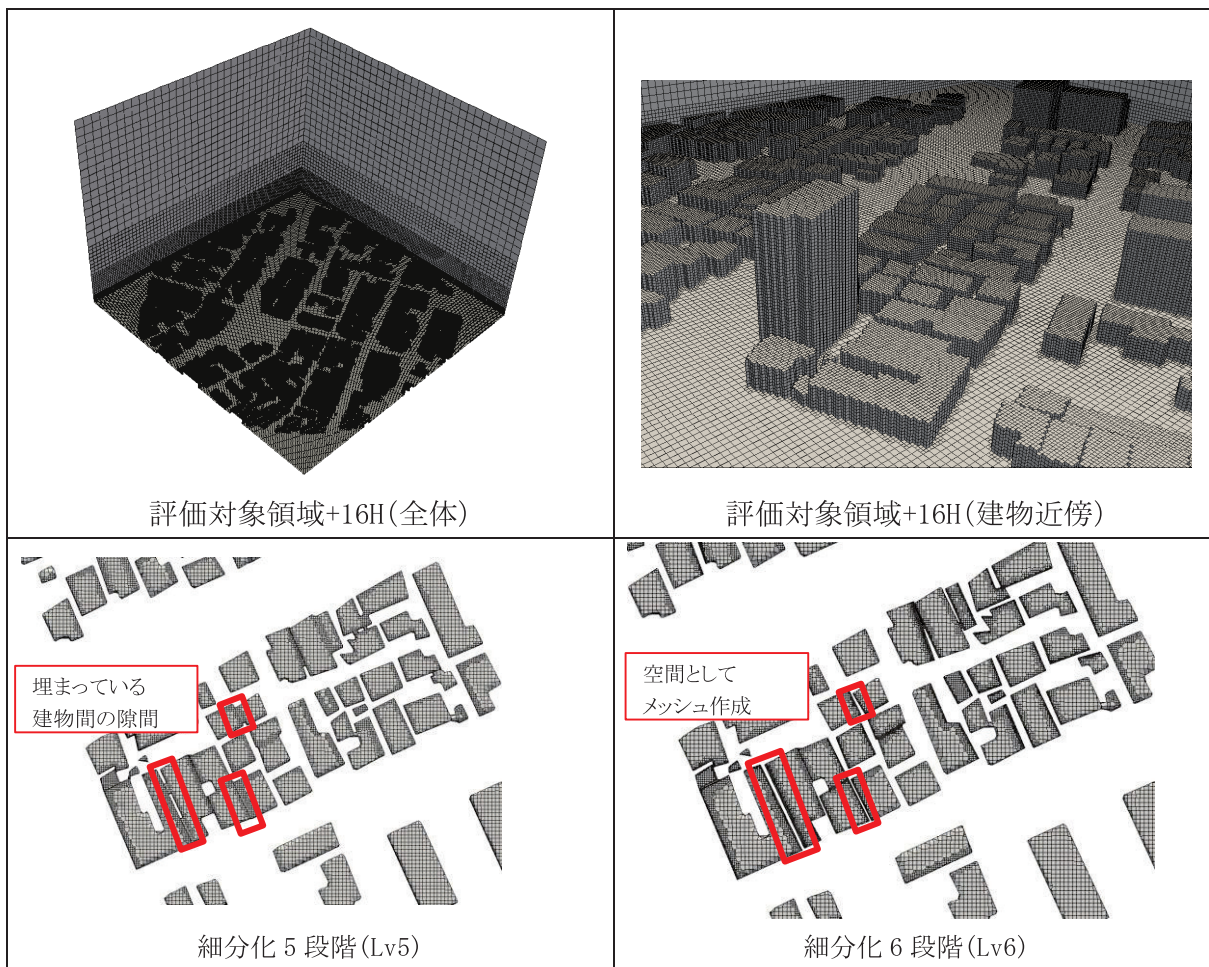 評価対象領域+16H(全体)
評価対象領域+16H(建物近傍)
埋まっている
建物間の隙間
空間として
メッシュ作成
細分化 5 段階(Lv5)
細分化 6 段階(Lv6)